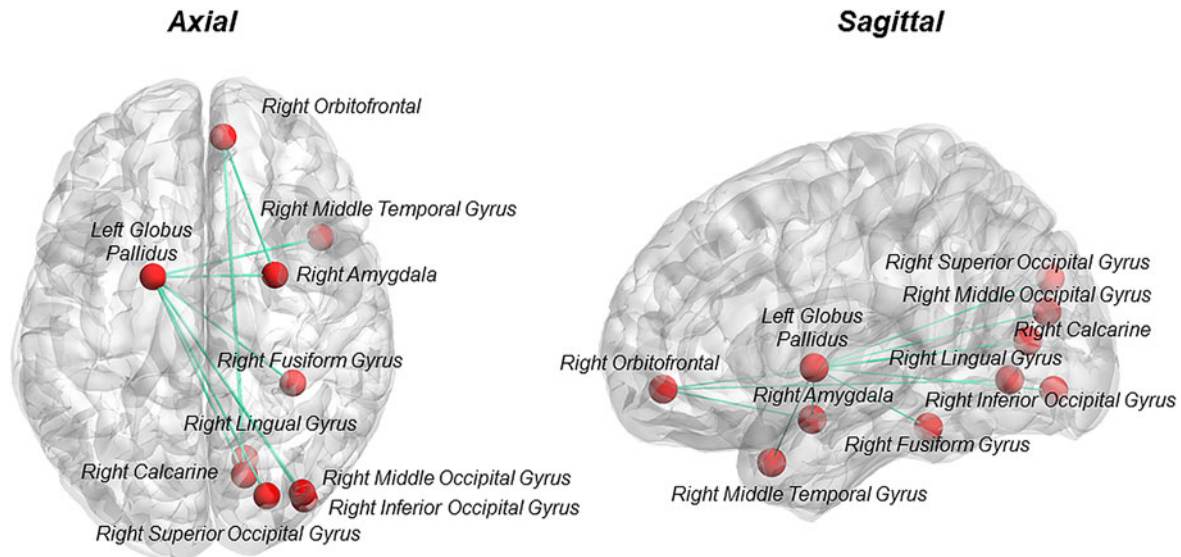 Axial
Right Orbitofrontal
Right Middle Temporal Gyrus
Left Globus
Pallidus
Right Amygdala
Right Fusiform Gyrus
Right Lingual Gyrus
Right Calcarine
Right Middle Occipital Gyrus
Right Inferior Occipital Gyrus
Right Superior Occipital Gyrus
Sagittal
Right Superior Occipital Gyrus
Right Middle Occipital Gyrus
Left Globus
Pallidus
Right Calcarine
Right Orbitofrontal
Right Lingual Gyrus
Right Amygdala
Right Inferior Occipital Gyrus
Right Fusiform Gyrus
Right Middle Temporal Gyrus